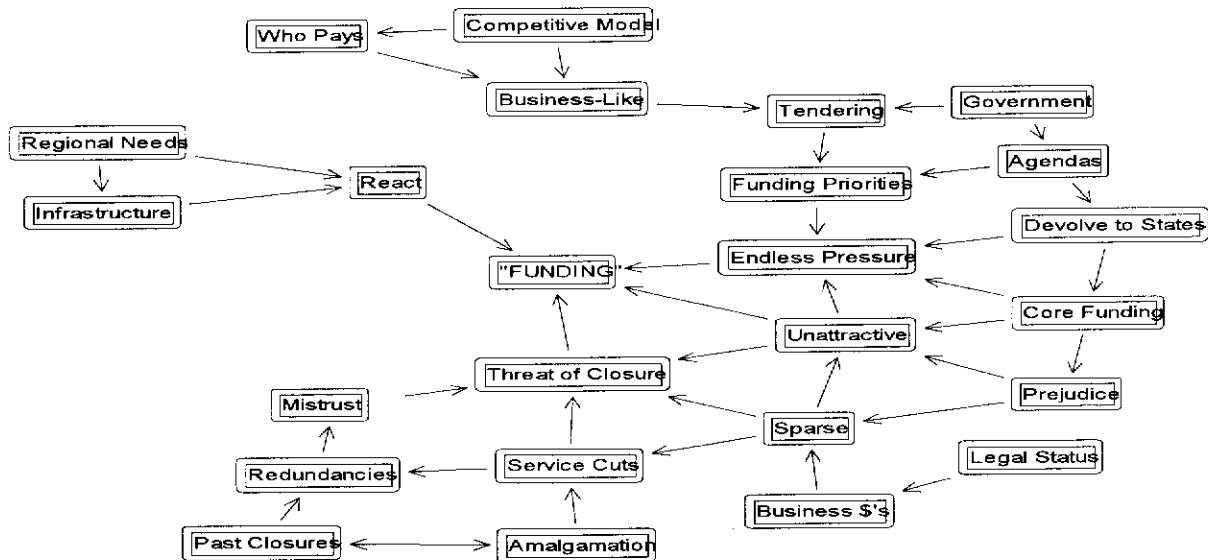 Competitive Model
Who Pays
Business-Like
Tendering
Government
Regional Needs
Agendas
React
Funding Priorities
Infrastructure
Devolve to States
Endless Pressure
"FUNDING"
Core Funding
Unattractive
Threat of Closure
Prejudice
Mistrust
Sparse
Legal Status
Service Cuts
Redundancies
Business $'s
Past Closures
Amalgamation